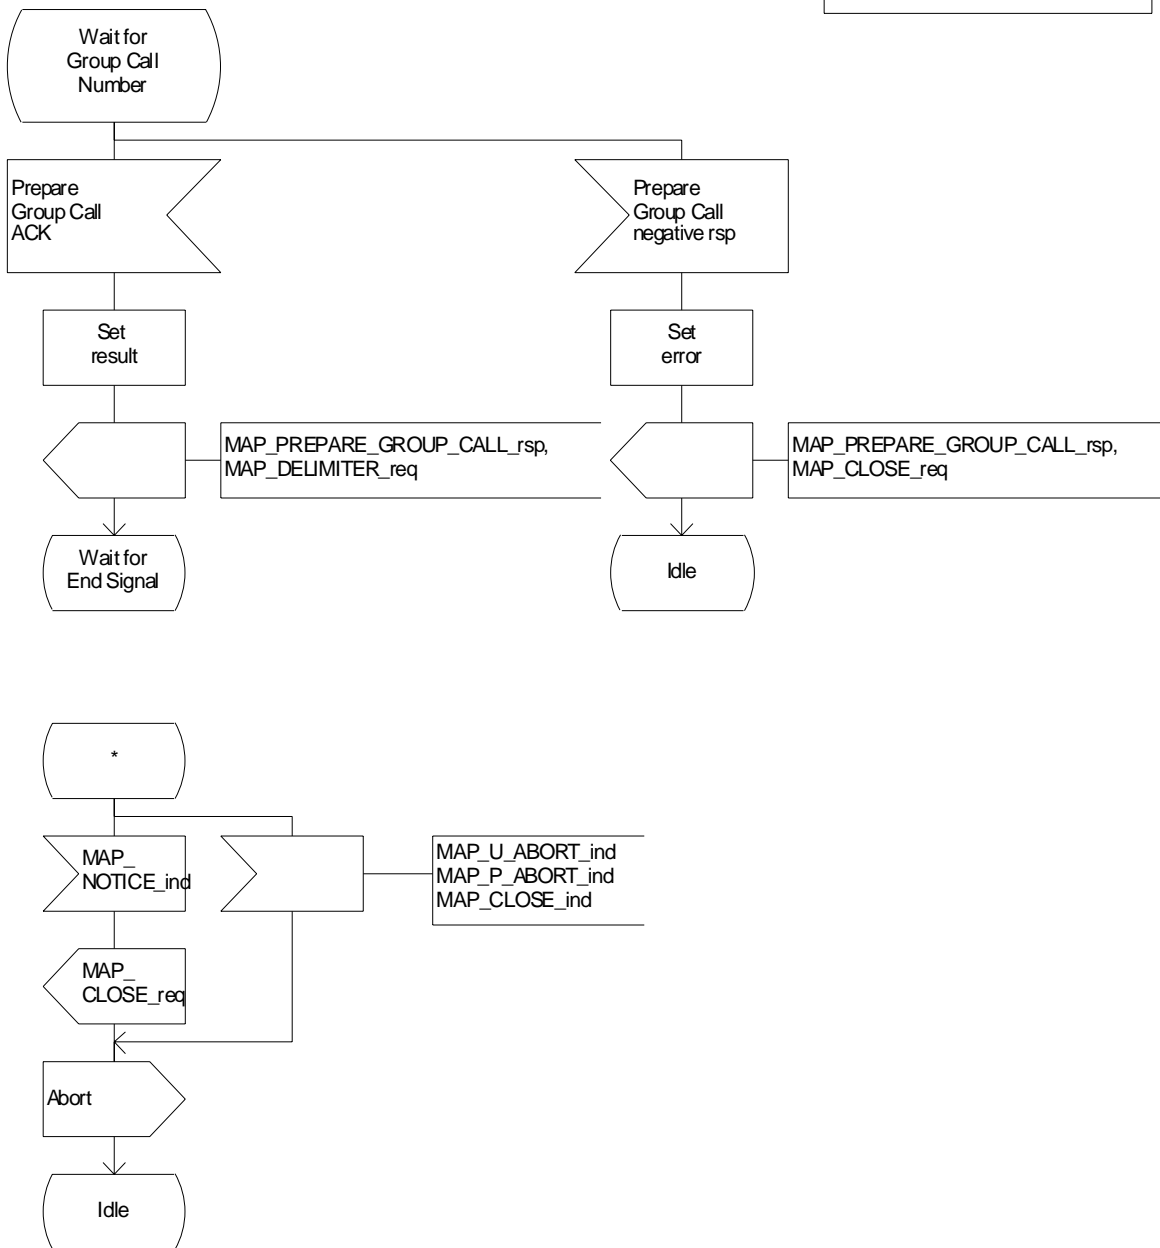 Wait for
Group Call
Number
Prepare
Group Call
ACK
Prepare
Group Call
negative rsp
Set
result
Set
error
MAP_PREPARE_GROUP_CALL_rsp,
MAP_DELIMITER_req
MAP_PREPARE_GROUP_CALL_rsp,
MAP_CLOSE_req
Wait for
End Signal
Idle
*
MAP_
NOTICE_ind
MAP_U_ABORT_ind
MAP_P_ABORT_ind
MAP_CLOSE_ind
MAP_
CLOSE_req
Abort
Idle